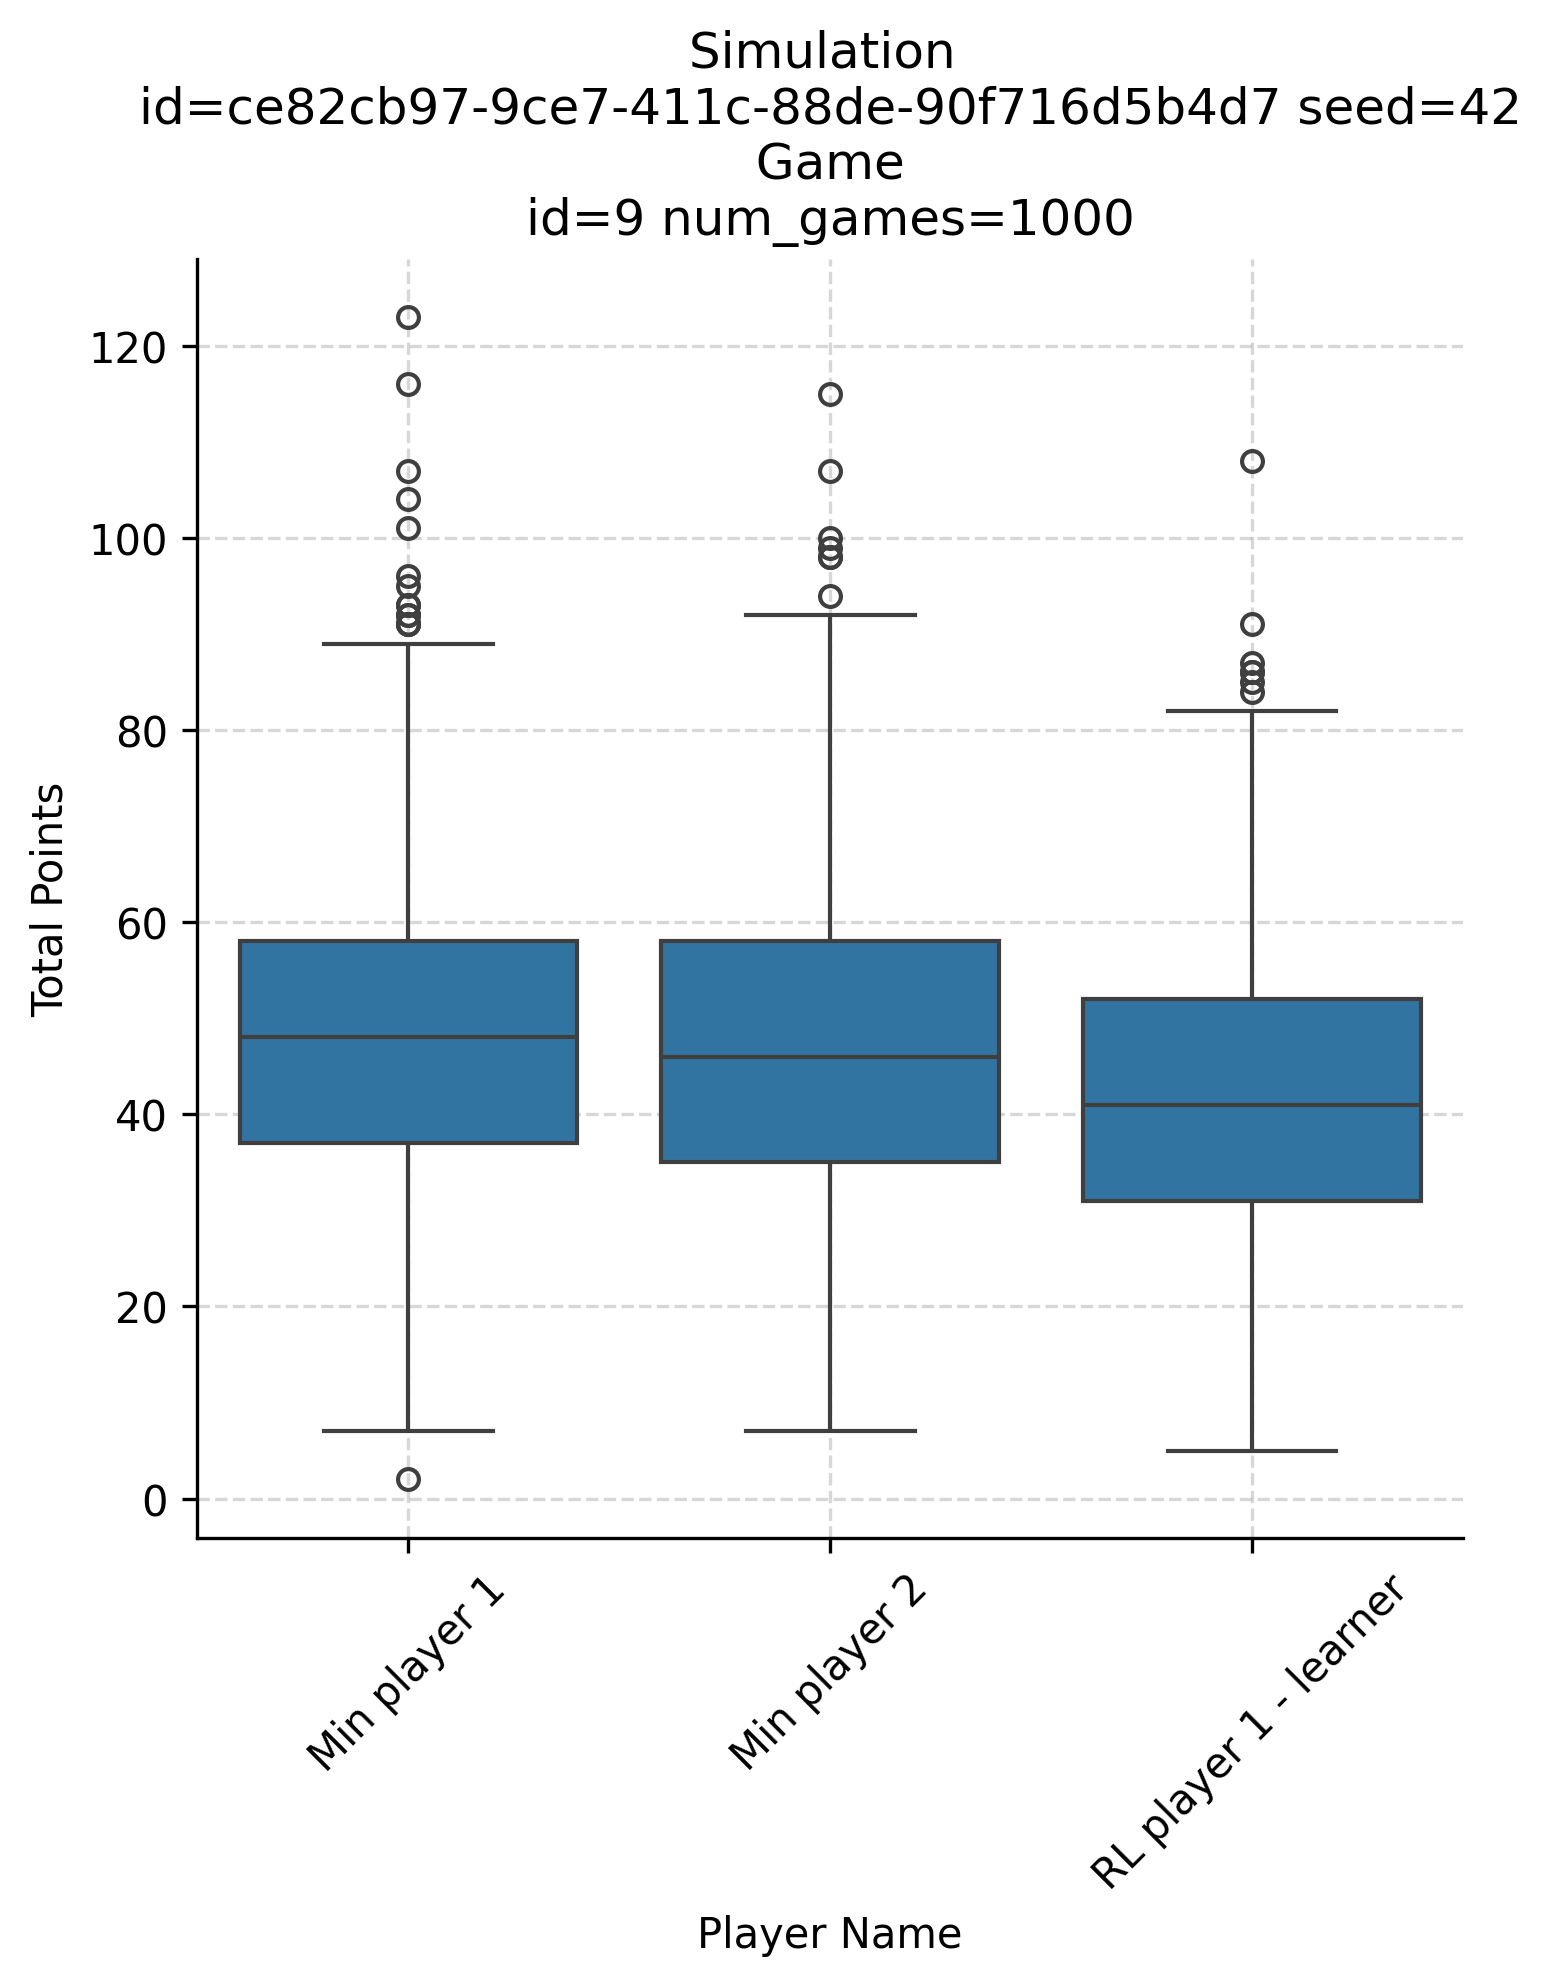 Simulation
id=ce82cb97-9ce7-411c-88de-90f716d5b4d7 seed=42
Game
id=9 num_games=1000
120
100
80
60
40
20
0
Total Points
Min player 1
Min player 2
RL player 1 - learner
Player Name